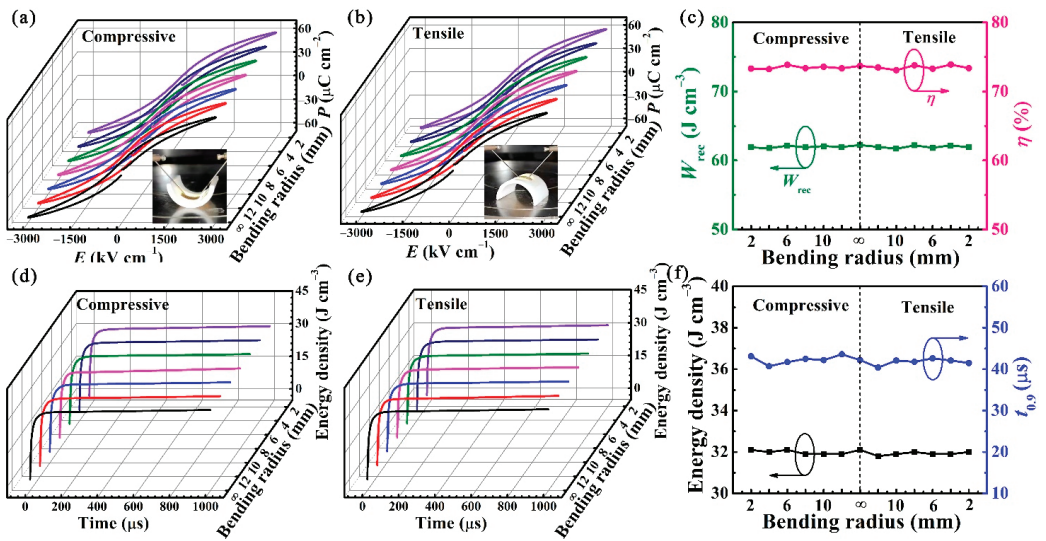 (a)
Compressive
60
30
0
30
60
P (μC cm⁻²)
2
4
6
8
10
12
∞
Bending radius (mm)
−3000
−1500
0
1500
3000
E (kV cm⁻¹)
(b)
Tensile
60
30
0
30
60
P (μC cm⁻²)
2
4
6
8
10
12
∞
Bending radius (mm)
−3000
−1500
0
1500
3000
E (kV cm⁻¹)
(c)
80
70
60
50
W_rec (J cm⁻³)
Compressive
Tensile
η
W_rec
80
70
60
50
η (%)
2 6 10 ∞ 10 6 2
Bending radius (mm)
(d)
Compressive
45
30
15
0
Energy density (J cm⁻³)
2
4
6
8
10
12
∞
Bending radius (mm)
0 200 400 600 800 1000
Time (μs)
(e)
Tensile
45
30
15
0
Energy density (J cm⁻³)
2
4
6
8
10
12
∞
Bending radius (mm)
0 200 400 600 800 1000
Time (μs)
(f)
40
38
36
34
32
30
Energy density (J cm⁻³)
Compressive
Tensile
60
50
40
30
20
10
t₀.₉ (μs)
2 6 10 ∞ 10 6 2
Bending radius (mm)